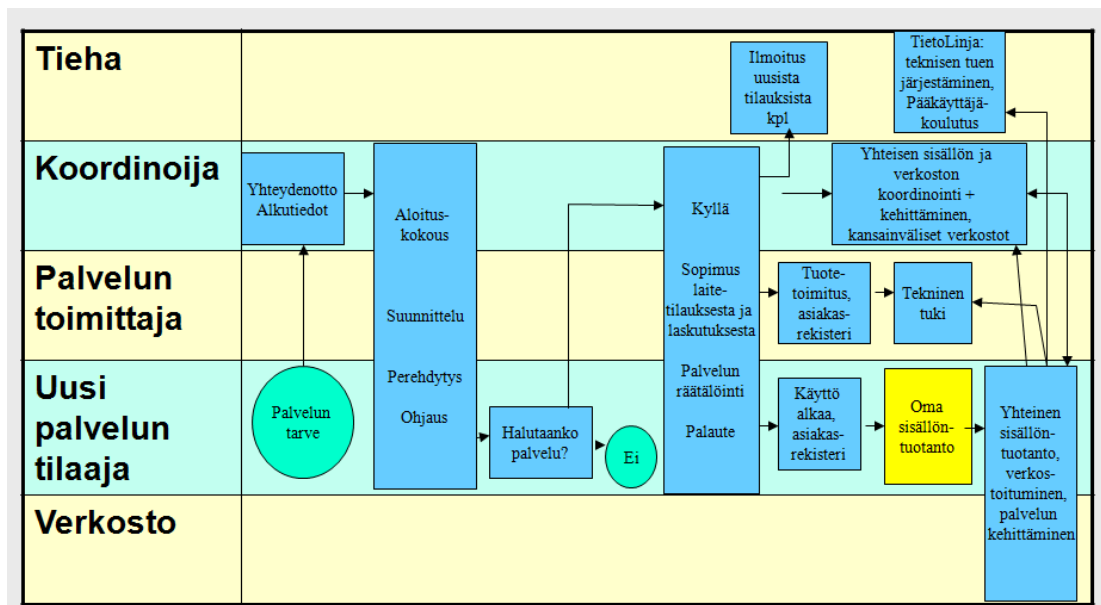 Tieha
Ilmoitus
uusista
tilauksista
kpl
TietoLinja:
teknisen tuen
järjestäminen,
Pääkäyttäjä-
koulutus
Koordinoija
Yhteydenotto
Alkutiedot
Aloitus-
kokous
Suunnittelu
Perehdytys
Ohjaus
Kyllä
Sopimus
laite-
tilauksesta ja
laskutuksesta
Palvelun
räätälöinti
Palaute
Yhteisen sisällön ja
verkoston
koordinointi +
kehittäminen,
kansainväliset verkostot
Palvelun
toimittaja
Tuote-
toimitus,
asiakas-
rekisteri
Tekninen
tuki
Uusi
palvelun
tilaaja
Palvelun
tarve
Halutaanko
palvelu?
Ei
Käyttö
alkaa,
asiakas-
rekisteri
Oma
sisällön-
tuotanto
Yhteinen
sisällön-
tuotanto,
verkos-
toituminen,
palvelun
kehittäminen
Verkosto